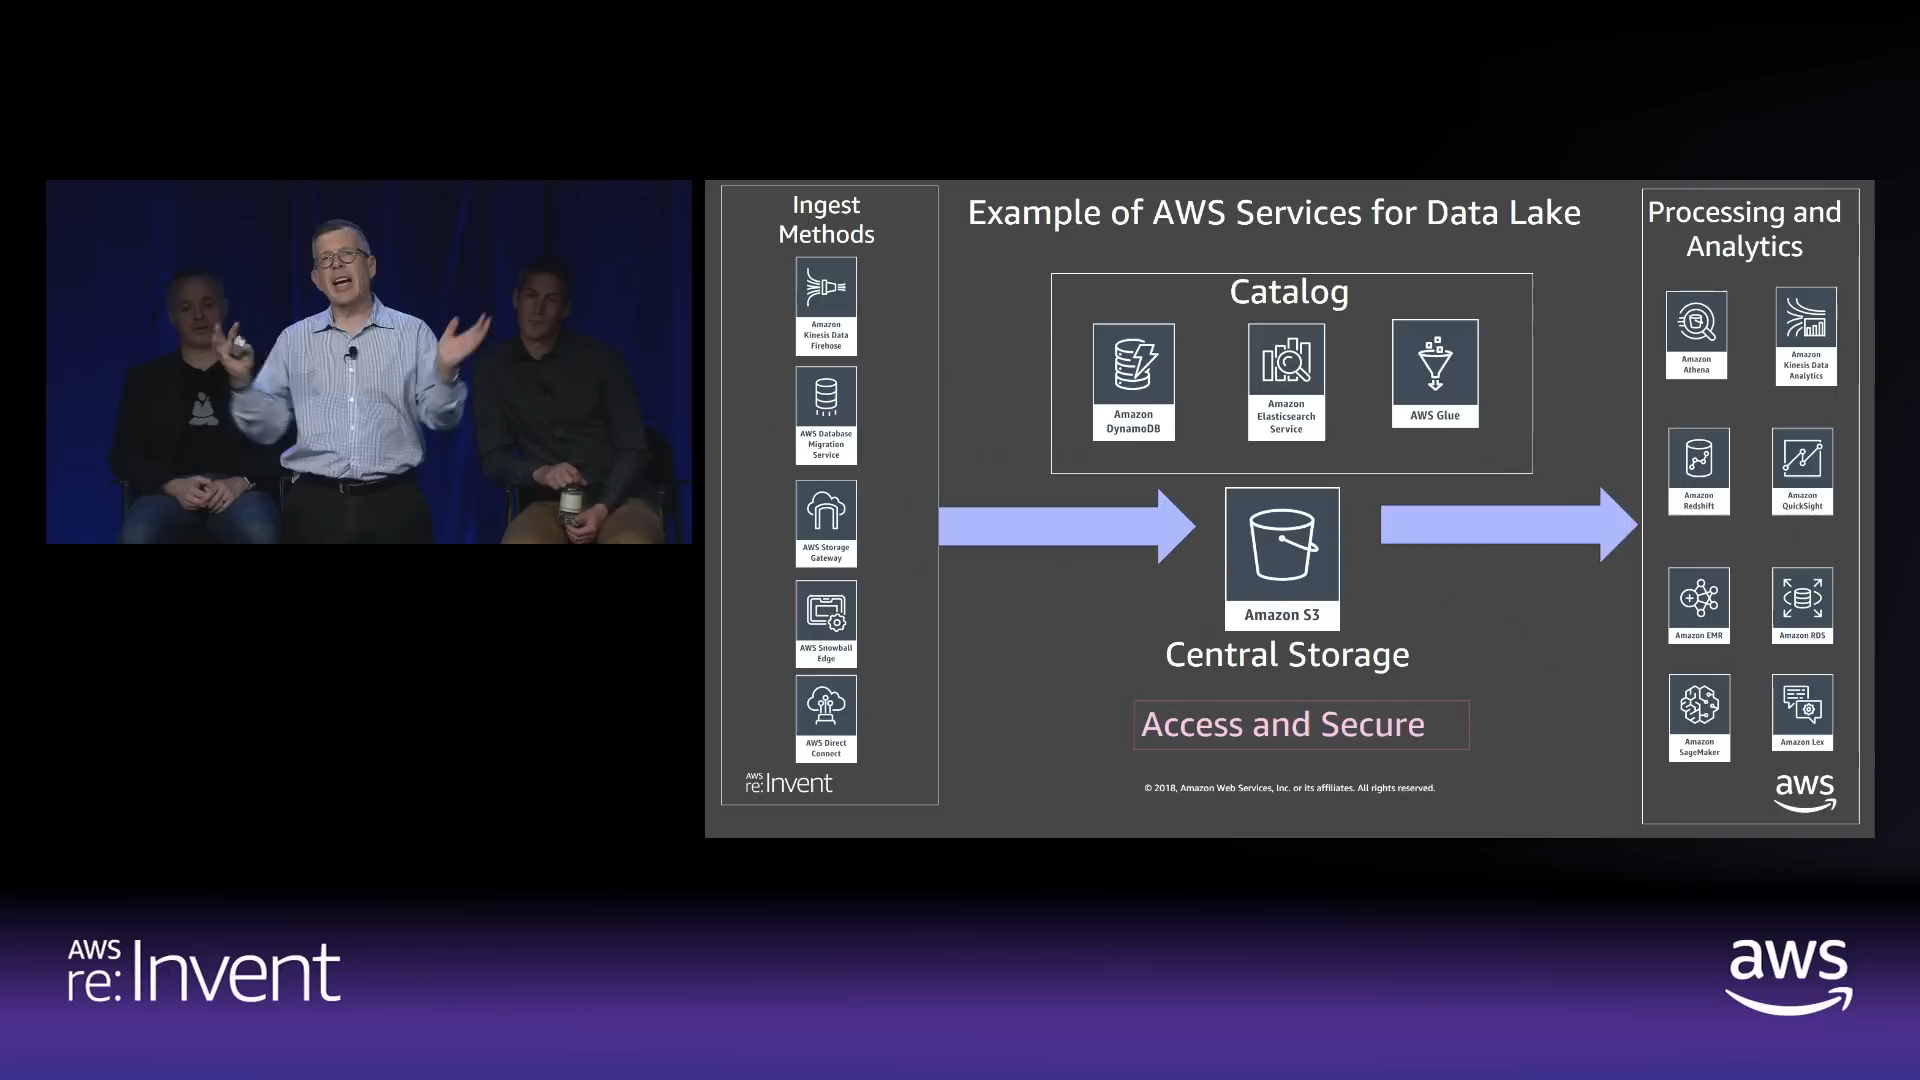 Ingest
Methods
Amazon
Kinesis Data
Firehose
AWS Database
Migration
Service
AWS Storage
Gateway
AWS Snowball
Edge
AWS Direct
Connect
AWS
re:Invent
Example of AWS Services for Data Lake
Catalog
Amazon
DynamoDB
Amazon
Elasticsearch
Service
AWS Glue
Amazon S3
Central Storage
Access and Secure
© 2018, Amazon Web Services, Inc. or its affiliates. All rights reserved.
Processing and
Analytics
Amazon
Athena
Amazon
Kinesis Data
Analytics
Amazon
Redshift
Amazon
QuickSight
Amazon EMR
Amazon RDS
Amazon
SageMaker
Amazon Lex
aws
AWS
re:Invent
aws